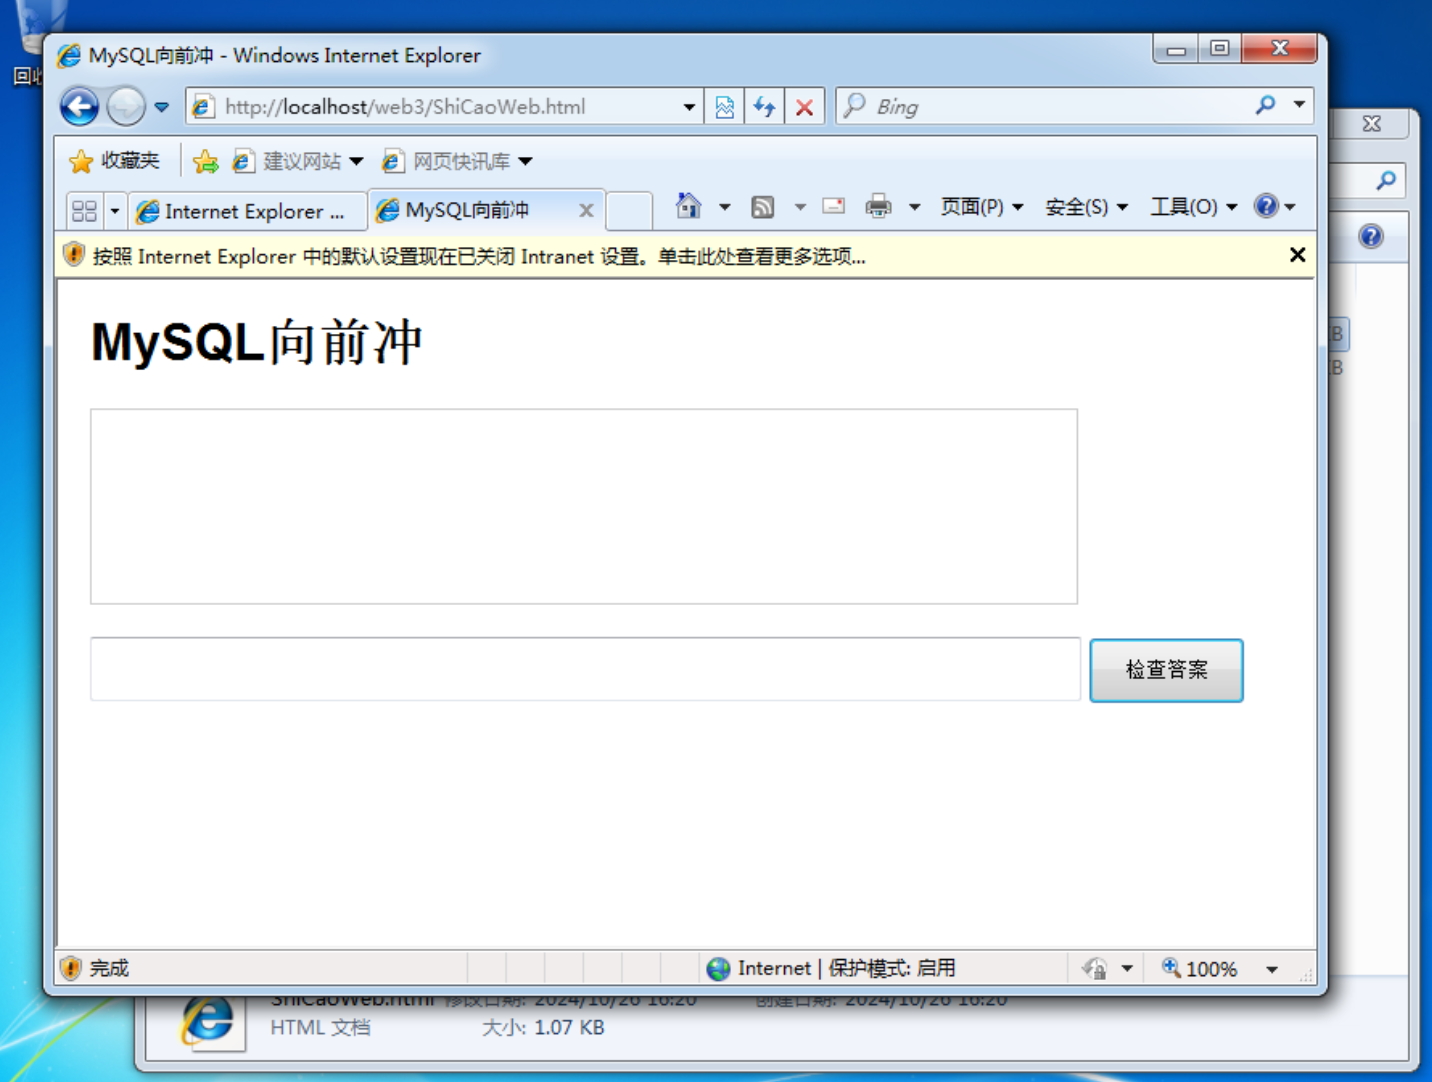 回收
MySQL向前冲 - Windows Internet Explorer
http://localhost/web3/ShiCaoWeb.html
Bing
收藏夹
建议网站
网页快讯库
Internet Explorer ...
MySQL向前冲
页面(P)
安全(S)
工具(O)
按照 Internet Explorer 中的默认设置现在已关闭 Intranet 设置。单击此处查看更多选项...
MySQL向前冲
B
B
检查答案
完成
Internet | 保护模式: 启用
100%
ShiCaoWeb.html 修改日期: 2024/10/26 16:20 创建日期: 2024/10/26 16:20
HTML 文档 大小: 1.07 KB